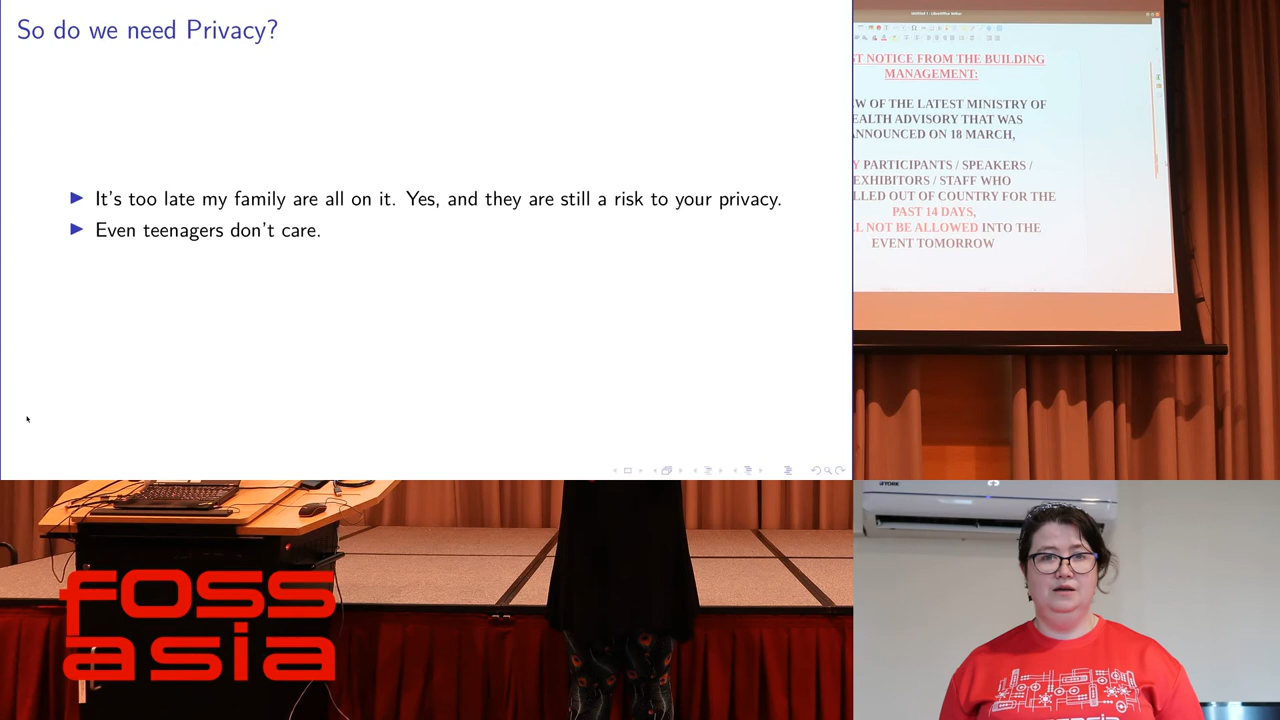 So do we need Privacy?
It's too late my family are all on it. Yes, and they are still a risk to your privacy.
Even teenagers don't care.
ST NOTICE FROM THE BUILDING
MANAGEMENT:
W OF THE LATEST MINISTRY OF
EALTH ADVISORY THAT WAS
ANNOUNCED ON 18 MARCH,
Y PARTICIPANTS / SPEAKERS /
EXHIBITORS / STAFF WHO
LLED OUT OF COUNTRY FOR THE
PAST 14 DAYS,
L NOT BE ALLOWED INTO THE
EVENT TOMORROW
FOSS
asia
YORK